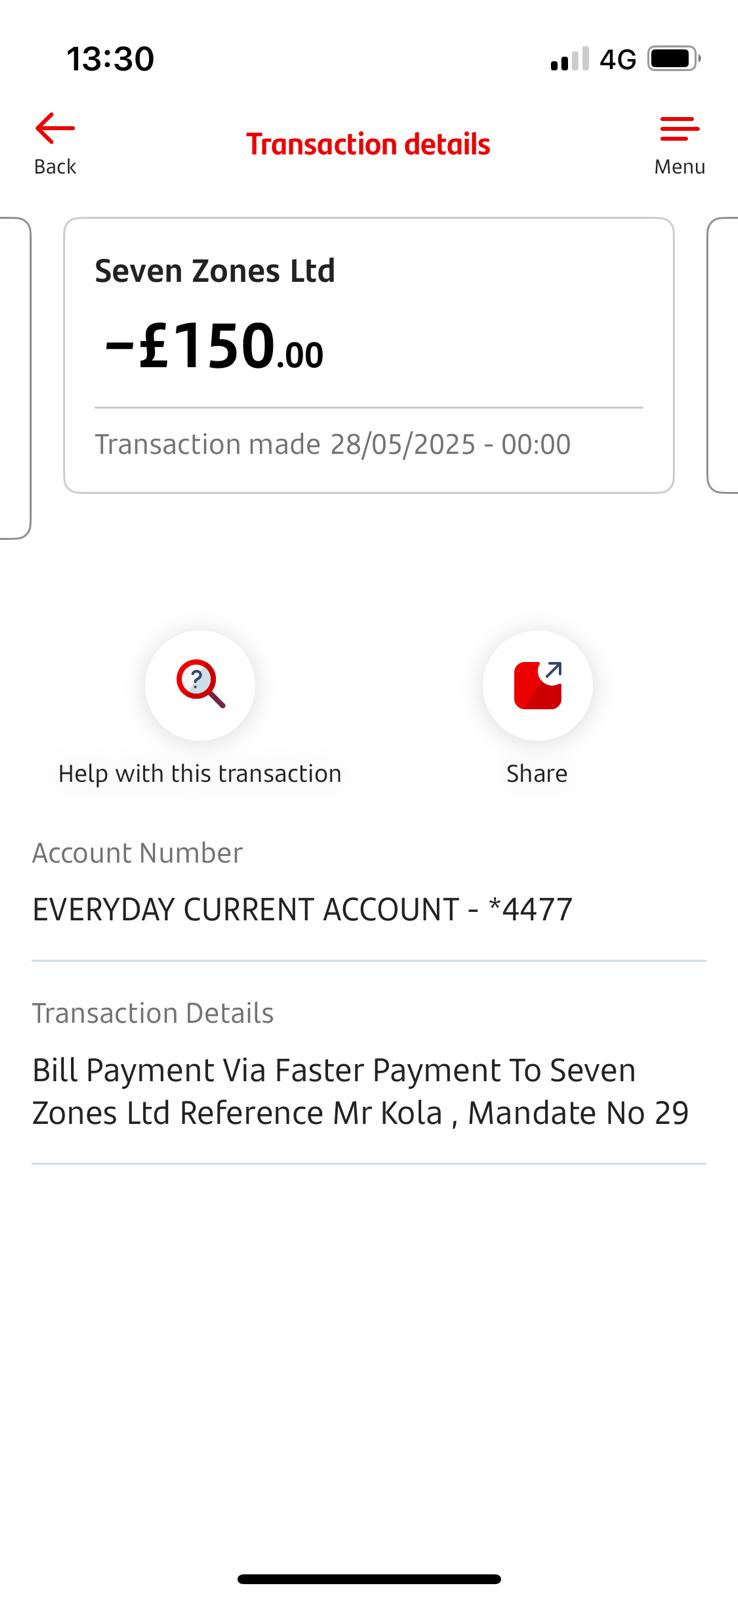 13:30
4G
Back
Transaction details
Menu
Seven Zones Ltd
–£150.00
Transaction made 28/05/2025 - 00:00
?
Help with this transaction
Share
Account Number
EVERYDAY CURRENT ACCOUNT - *4477
Transaction Details
Bill Payment Via Faster Payment To Seven
Zones Ltd Reference Mr Kola , Mandate No 29